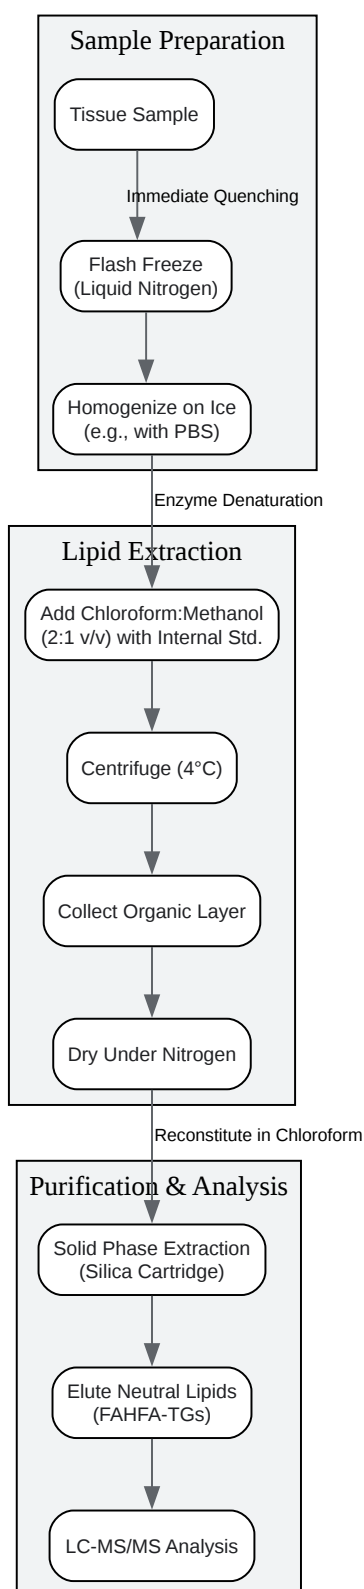 Sample Preparation
Tissue Sample
Immediate Quenching
Flash Freeze
(Liquid Nitrogen)
Homogenize on Ice
(e.g., with PBS)
Enzyme Denaturation
Lipid Extraction
Add Chloroform:Methanol
(2:1 v/v) with Internal Std.
Centrifuge (4°C)
Collect Organic Layer
Dry Under Nitrogen
Reconstitute in Chloroform
Purification & Analysis
Solid Phase Extraction
(Silica Cartridge)
Elute Neutral Lipids
(FAHFA-TGs)
LC-MS/MS Analysis